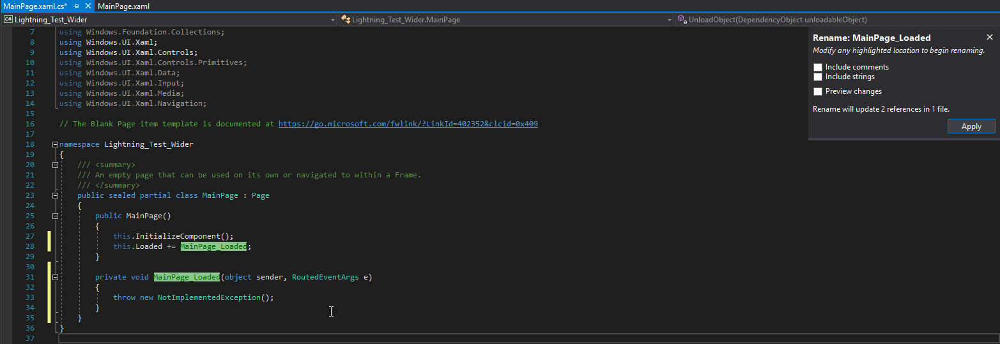 MainPage.xaml.cs* MainPage.xaml
C# Lightning_Test_Wider Lightning_Test_Wider.MainPage UnloadObject(DependencyObject unloadableObject)
7 using Windows.Foundation.Collections;
8 using Windows.UI.Xaml;
9 using Windows.UI.Xaml.Controls;
10 using Windows.UI.Xaml.Controls.Primitives;
11 using Windows.UI.Xaml.Data;
12 using Windows.UI.Xaml.Input;
13 using Windows.UI.Xaml.Media;
14 using Windows.UI.Xaml.Navigation;
15
16 // The Blank Page item template is documented at https://go.microsoft.com/fwlink/?LinkId=402352&clcid=0x409
17
18 namespace Lightning_Test_Wider
19 {
20 /// <summary>
21 /// An empty page that can be used on its own or navigated to within a Frame.
22 /// </summary>
23 public sealed partial class MainPage : Page
24 {
25 public MainPage()
26 {
27 this.InitializeComponent();
28 this.Loaded += MainPage_Loaded;
29 }
30
31 private void MainPage_Loaded(object sender, RoutedEventArgs e)
32 {
33 throw new NotImplementedException();
34 }
35 }
36 }
37
Rename: MainPage_Loaded
Modify any highlighted location to begin renaming.
Include comments
Include strings
Preview changes
Rename will update 2 references in 1 file.
Apply